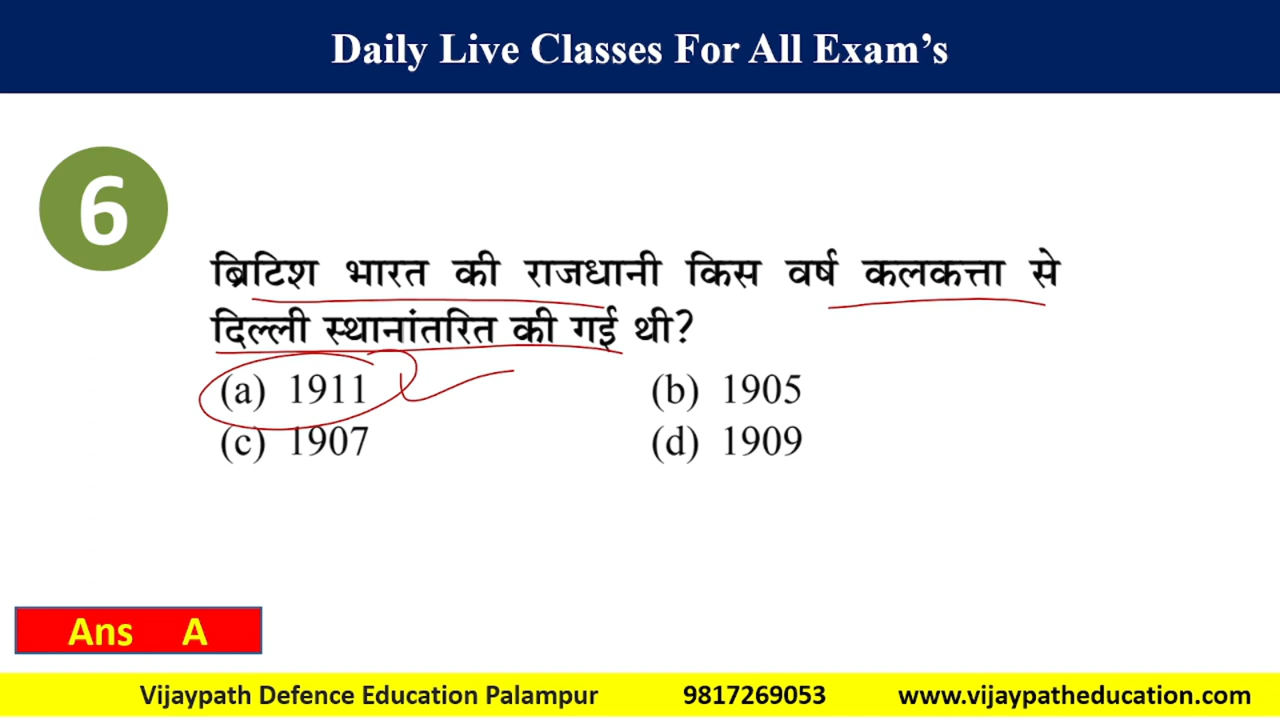 Daily Live Classes For All Exam’s
6
ब्रिटिश भारत की राजधानी किस वर्ष कलकत्ता से
दिल्ली स्थानांतरित की गई थी?
(a) 1911 (b) 1905
(c) 1907 (d) 1909
Ans A
Vijaypath Defence Education Palampur 9817269053 www.vijaypatheducation.com